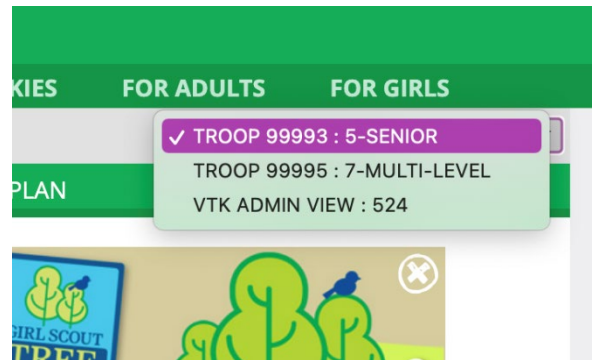 KIES FOR ADULTS FOR GIRLS
✓ TROOP 99993 : 5-SENIOR
TROOP 99995 : 7-MULTI-LEVEL
PLAN
VTK ADMIN VIEW : 524
GIRL SCOUT
TREE